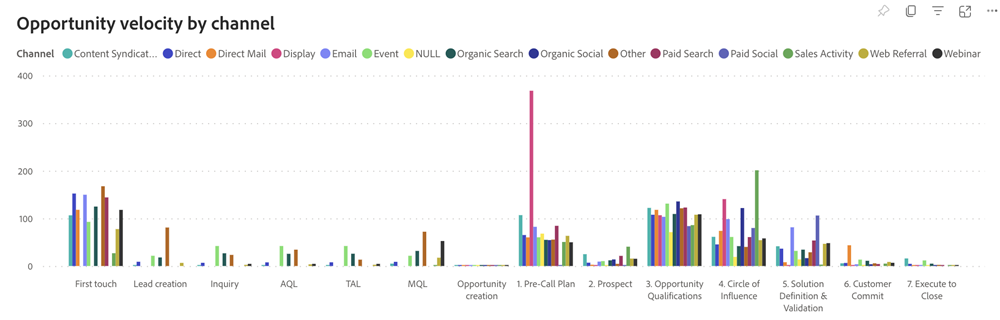 Opportunity velocity by channel
Channel Content Syndicat... Direct Direct Mail Display Email Event NULL Organic Search Organic Social Other Paid Search Paid Social Sales Activity Web Referral Webinar
400
300
200
100
0
First touch Lead creation Inquiry AQL TAL MQL Opportunity creation 1. Pre-Call Plan 2. Prospect 3. Opportunity Qualifications 4. Circle of Influence 5. Solution Definition & Validation 6. Customer Commit 7. Execute to Close